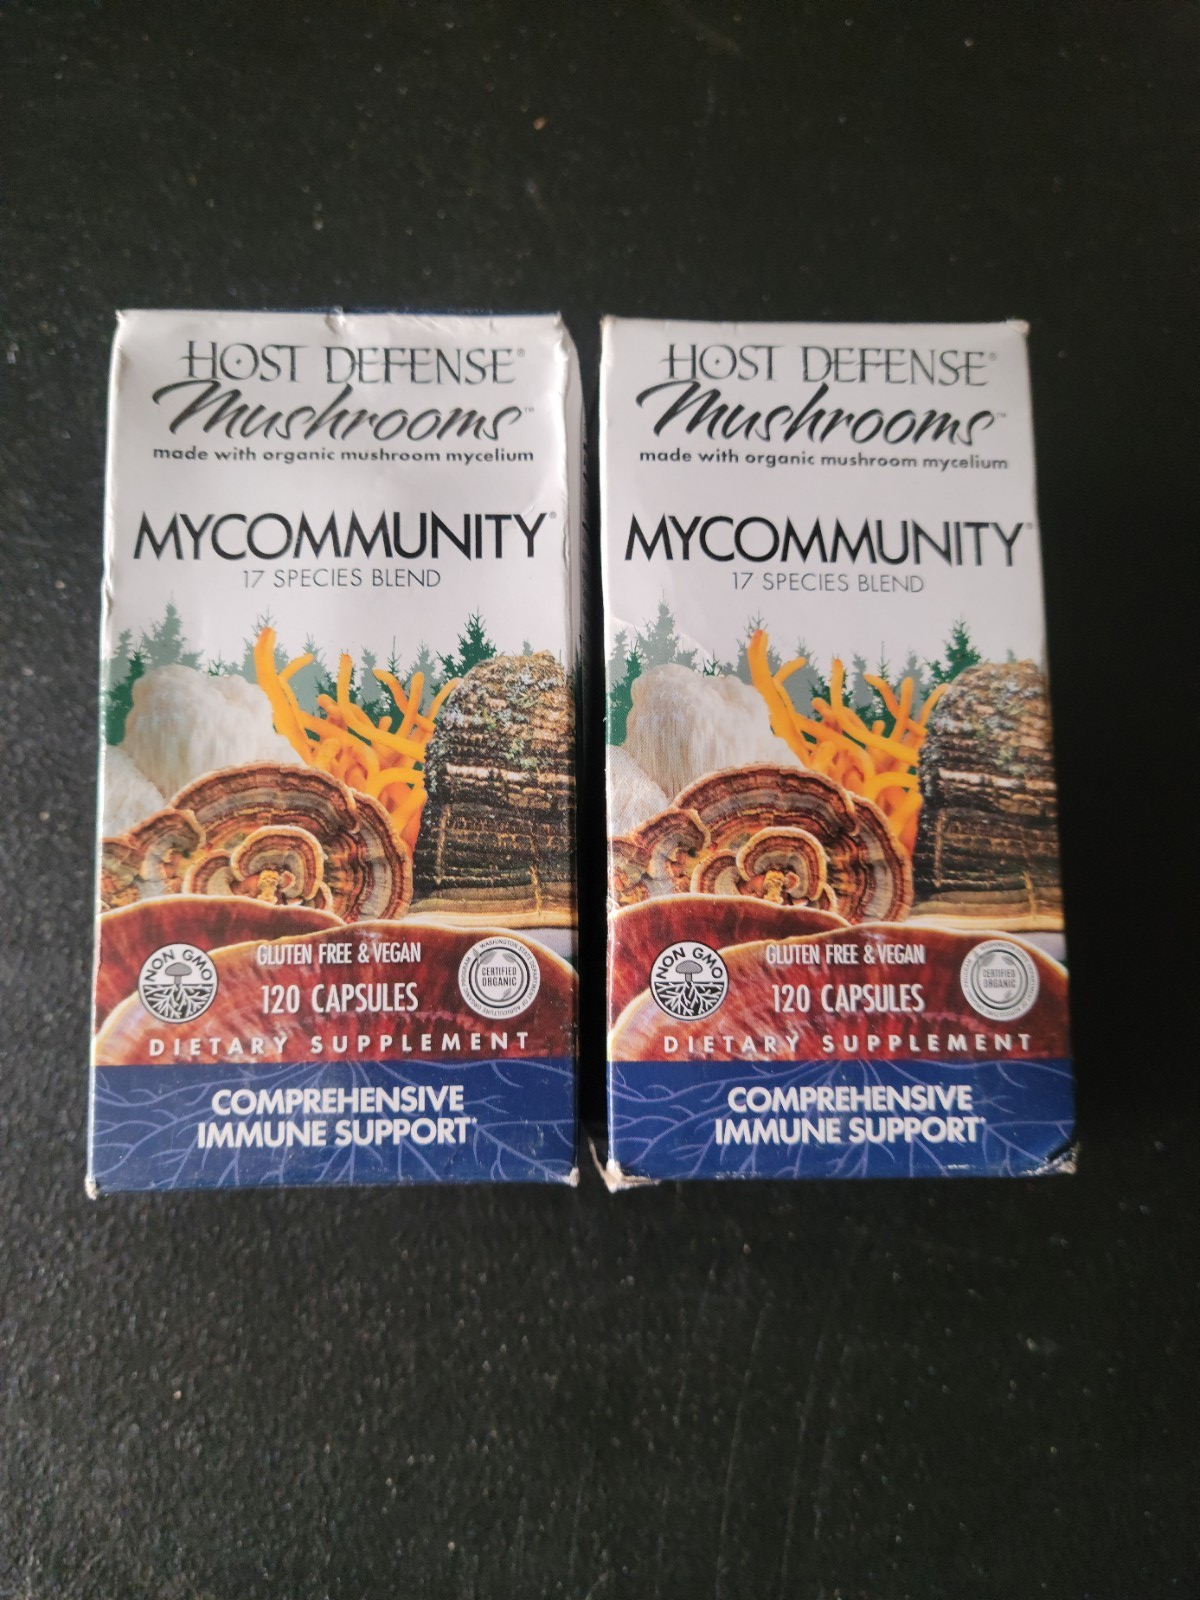 HOST DEFENSE®
Mushrooms™
made with organic mushroom mycelium
MYCOMMUNITY®
17 SPECIES BLEND
NON GMO
GLUTEN FREE & VEGAN
120 CAPSULES
CERTIFIED
ORGANIC
DIETARY SUPPLEMENT
COMPREHENSIVE
IMMUNE SUPPORT*
HOST DEFENSE®
Mushrooms™
made with organic mushroom mycelium
MYCOMMUNITY®
17 SPECIES BLEND
NON GMO
GLUTEN FREE & VEGAN
120 CAPSULES
CERTIFIED
ORGANIC
DIETARY SUPPLEMENT
COMPREHENSIVE
IMMUNE SUPPORT*